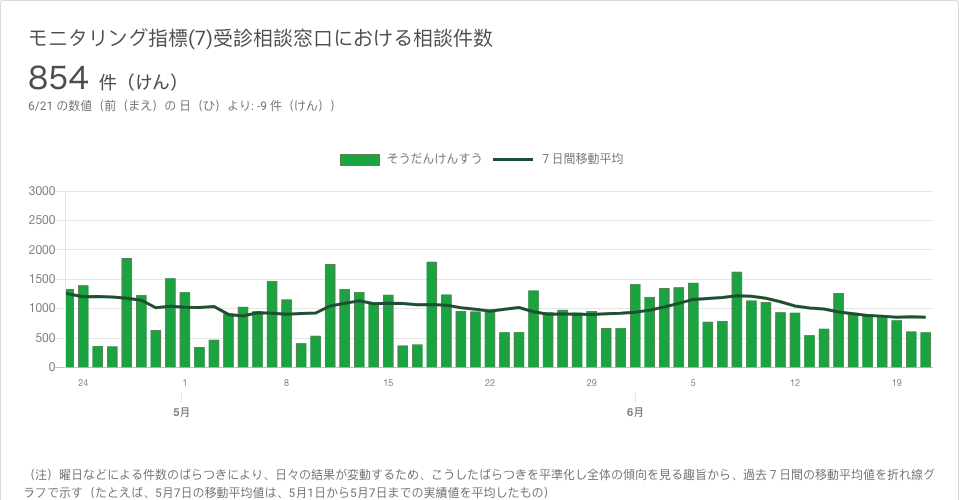 モニタリング指標(7)受診相談窓口における相談件数
854 件（けん）
6/21 の数値（前（まえ）の 日（ひ）より: -9 件（けん））
そうだんけんすう 7 日間移動平均
3000
2500
2000
1500
1000
500
0
24 1 8 15 22 29 5 12 19
5月 6月
（注）曜日などによる件数のばらつきにより、日々の結果が変動するため、こうしたばらつきを平準化し全体の傾向を見る趣旨から、過去７日間の移動平均値を折れ線グ
ラフで示す（たとえば、5月7日の移動平均値は、5月1日から5月7日までの実績値を平均したもの）